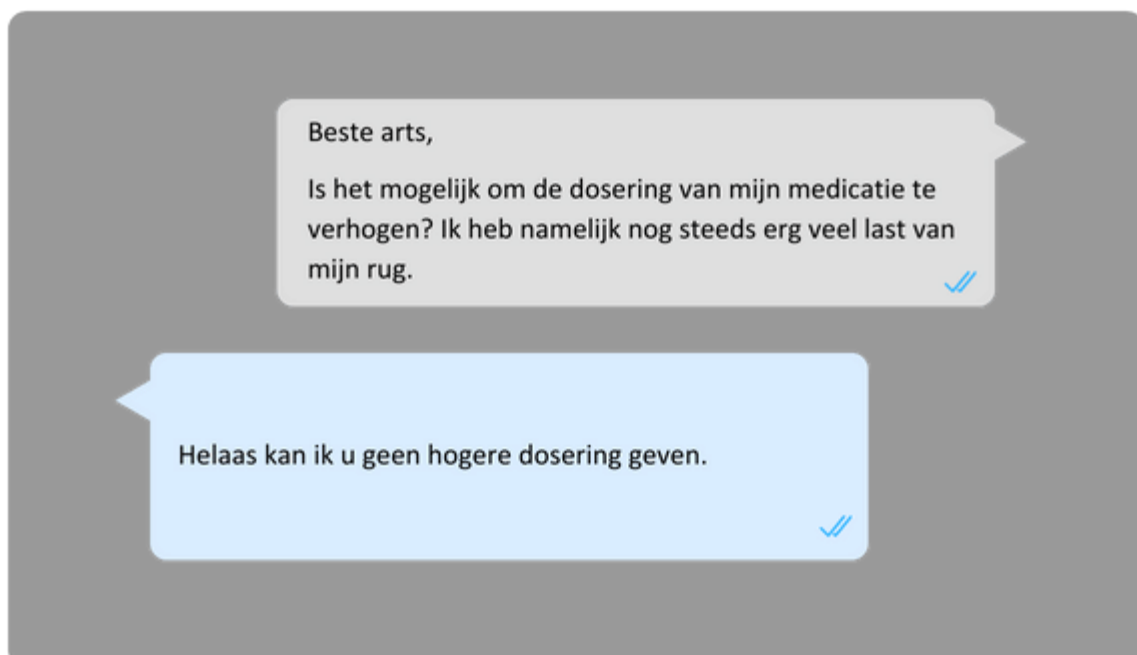 Beste arts,
Is het mogelijk om de dosering van mijn medicatie te
verhogen? Ik heb namelijk nog steeds erg veel last van
mijn rug.
Helaas kan ik u geen hogere dosering geven.